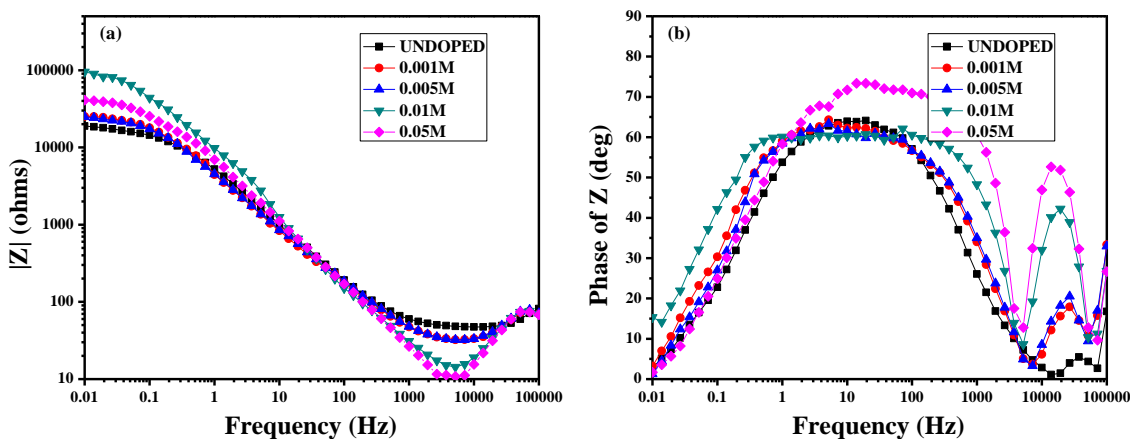 (a)
UNDOPED
0.001M
0.005M
0.01M
0.05M
|Z| (ohms)
100000
10000
1000
100
10
0.01 0.1 1 10 100 1000 10000 100000
Frequency (Hz)
(b)
UNDOPED
0.001M
0.005M
0.01M
0.05M
Phase of Z (deg)
90
80
70
60
50
40
30
20
10
0
0.01 0.1 1 10 100 1000 10000 100000
Frequency (Hz)